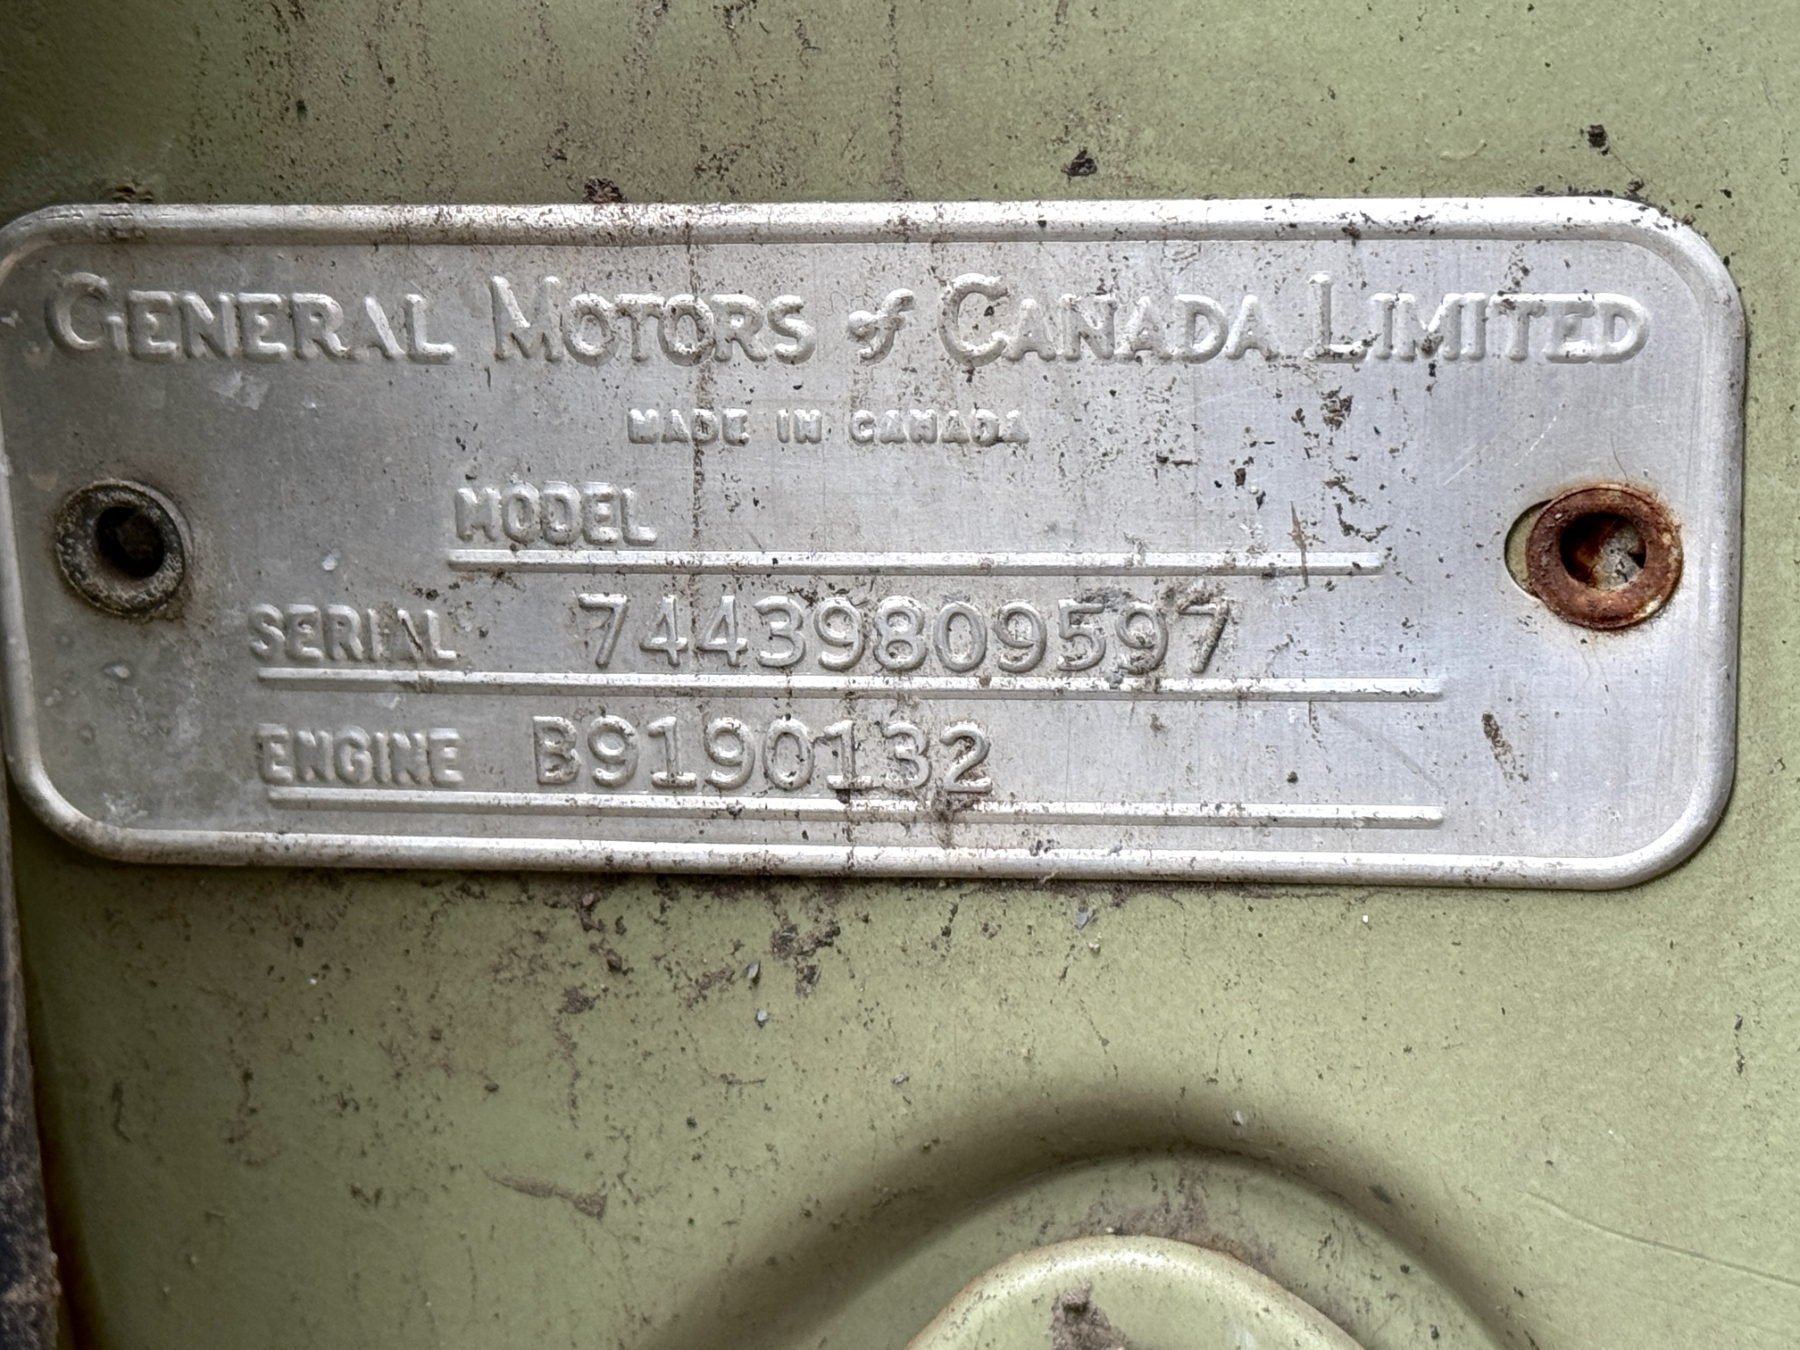 GENERAL MOTORS of CANADA LIMITED
MADE IN CANADA
MODEL
SERIAL 74439809597
ENGINE B9190132